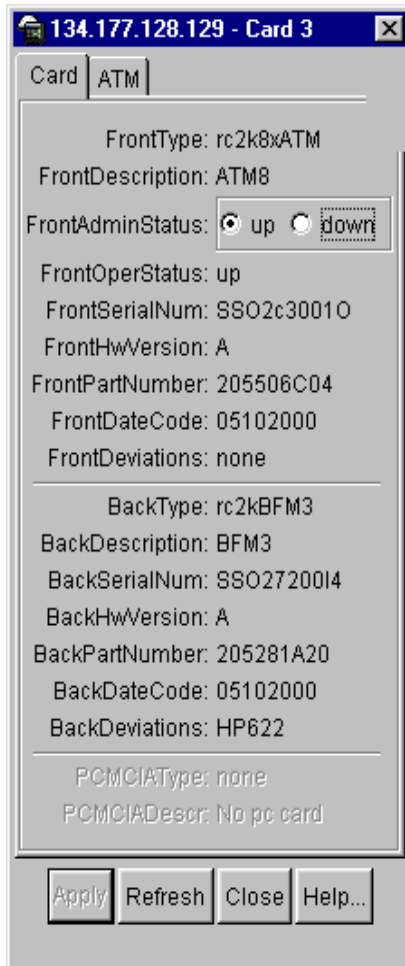 134.177.128.129 - Card 3
Card ATM
FrontType: rc2k8xATM
FrontDescription: ATM8
FrontAdminStatus: up down
FrontOperStatus: up
FrontSerialNum: SSO2c3001O
FrontHwVersion: A
FrontPartNumber: 205506C04
FrontDateCode: 05102000
FrontDeviations: none
BackType: rc2kBFM3
BackDescription: BFM3
BackSerialNum: SSO27200I4
BackHwVersion: A
BackPartNumber: 205281A20
BackDateCode: 05102000
BackDeviations: HP622
PCMCIAType: none
PCMCIADescr: No pc card
Apply Refresh Close Help...